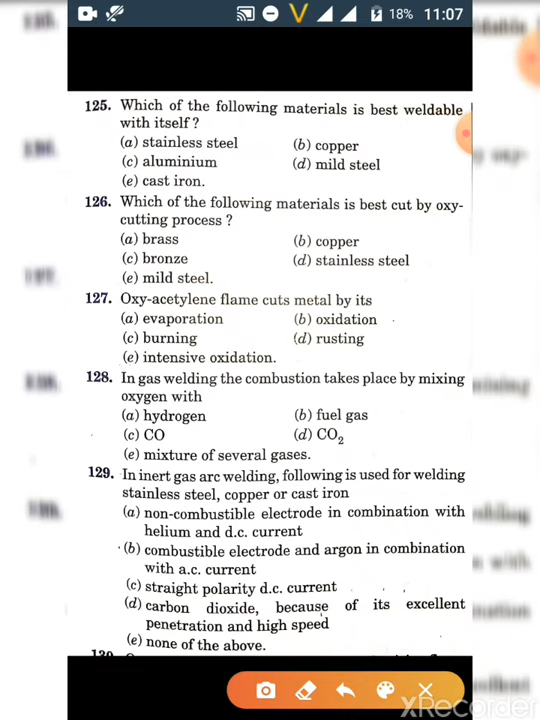 18% 11:07
125. Which of the following materials is best weldable
with itself ?
(a) stainless steel (b) copper
(c) aluminium (d) mild steel
(e) cast iron.
126. Which of the following materials is best cut by oxy-
cutting process ?
(a) brass (b) copper
(c) bronze (d) stainless steel
(e) mild steel.
127. Oxy-acetylene flame cuts metal by its
(a) evaporation (b) oxidation
(c) burning (d) rusting
(e) intensive oxidation.
128. In gas welding the combustion takes place by mixing
oxygen with
(a) hydrogen (b) fuel gas
(c) CO (d) CO₂
(e) mixture of several gases.
129. In inert gas arc welding, following is used for welding
stainless steel, copper or cast iron
(a) non-combustible electrode in combination with
helium and d.c. current
(b) combustible electrode and argon in combination
with a.c. current
(c) straight polarity d.c. current
(d) carbon dioxide, because of its excellent
penetration and high speed
(e) none of the above.
130.
XRecorder